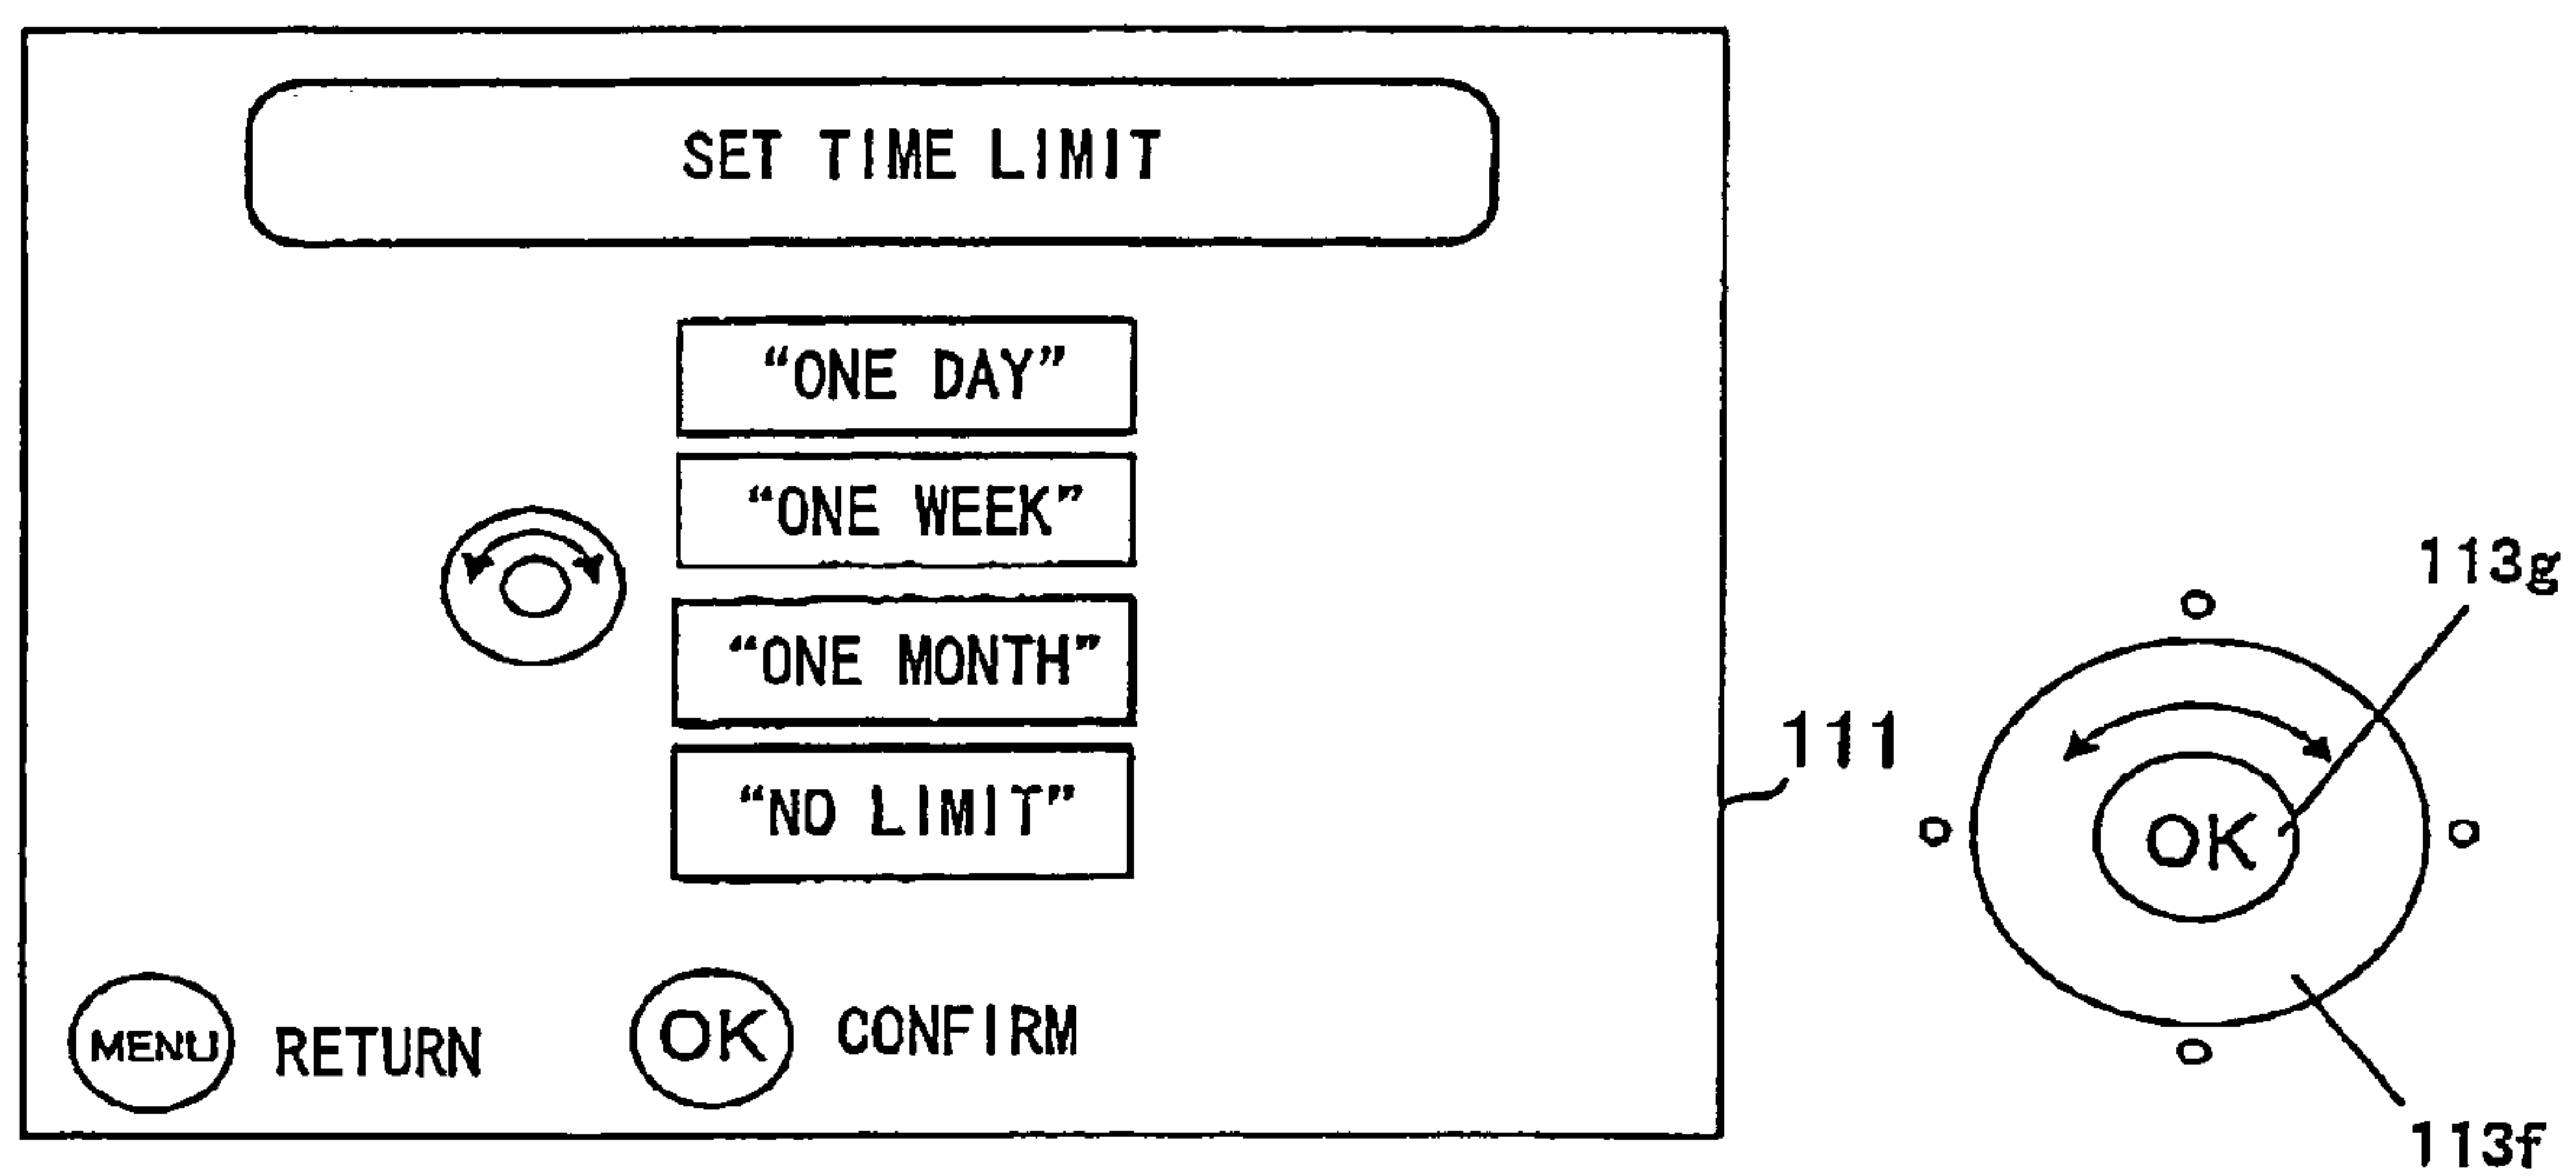 SET TIME LIMIT
“ONE DAY”
“ONE WEEK”
“ONE MONTH”
“NO LIMIT”
MENU RETURN
OK CONFIRM
111
113g
OK
113f